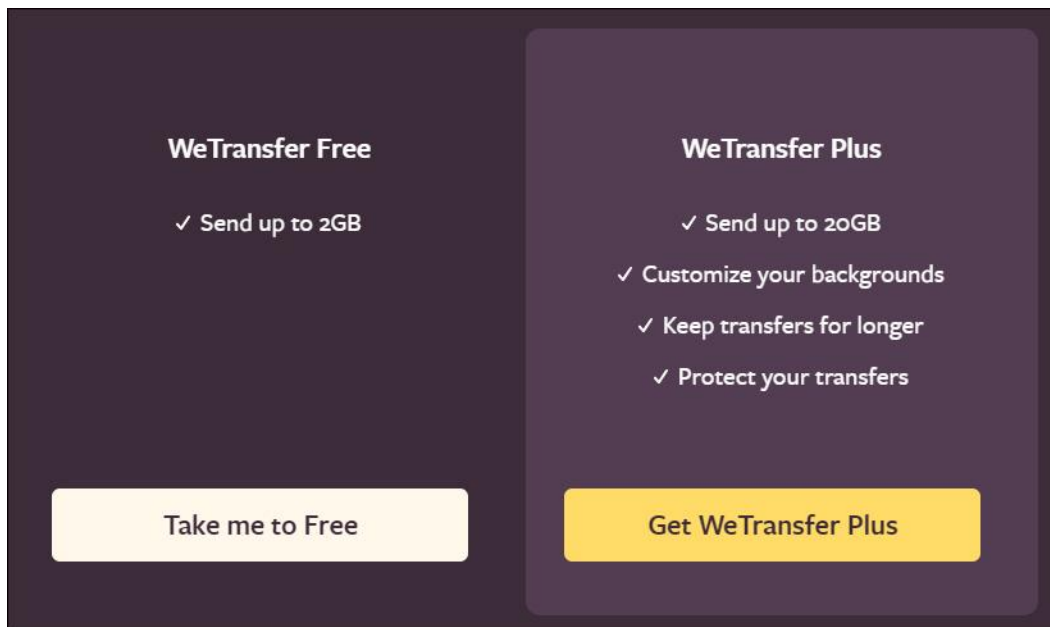 WeTransfer Free
✓ Send up to 2GB
Take me to Free
WeTransfer Plus
✓ Send up to 20GB
✓ Customize your backgrounds
✓ Keep transfers for longer
✓ Protect your transfers
Get WeTransfer Plus